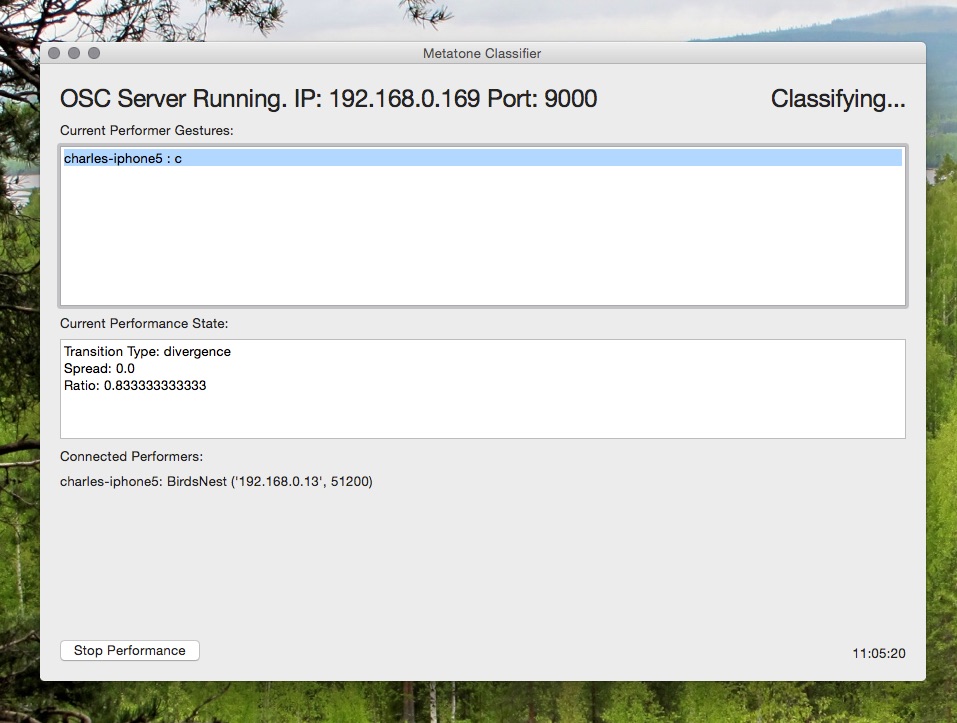 Metatone Classifier
OSC Server Running. IP: 192.168.0.169 Port: 9000 Classifying...
Current Performer Gestures:
charles-iphone5 : c
Current Performance State:
Transition Type: divergence
Spread: 0.0
Ratio: 0.833333333333
Connected Performers:
charles-iphone5: BirdsNest ('192.168.0.13', 51200)
Stop Performance 11:05:20